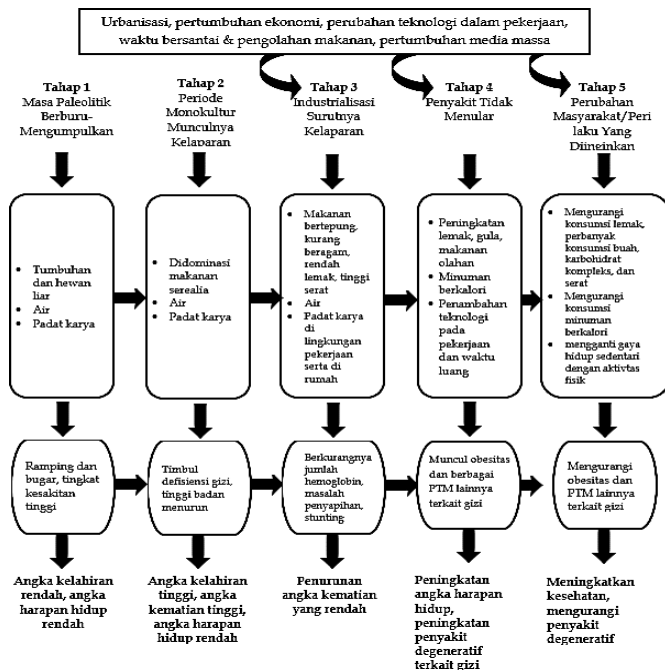 Urbanisasi, pertumbuhan ekonomi, perubahan teknologi dalam pekerjaan,
waktu bersantai & pengolahan makanan, pertumbuhan media massa
Tahap 1
Masa Paleolitik
Berburu-
Mengumpulkan
Tahap 2
Periode
Monokultur
Munculnya
Kelaparan
Tahap 3
Industrialisasi
Surutnya
Kelaparan
Tahap 4
Penyakit Tidak
Menular
Tahap 5
Perubahan
Masyarakat/Peri
laku Yang
Diinginkan
• Tumbuhan
dan hewan
liar
• Air
• Padat karya
• Didominasi
makanan
serealia
• Air
• Padat karya
• Makanan
bertepung,
kurang
beragam,
rendah
lemak, tinggi
serat
• Air
• Padat karya
di
lingkungan
pekerjaan
serta di
rumah
• Peningkatan
lemak, gula,
makanan
olahan
• Minuman
berkalori
• Penambahan
teknologi
pada
pekerjaan
dan waktu
luang
• Mengurangi
konsumsi lemak,
perbanyak
konsumsi buah,
karbohidrat
kompleks, dan
serat
• Mengurangi
konsumsi
minuman
berkalori
• mengganti gaya
hidup sedentari
dengan aktivtas
fisik
Ramping dan
bugar, tingkat
kesakitan
tinggi
Timbul
defisiensi gizi,
tinggi badan
menurun
Berkurangnya
jumlah
hemoglobin,
masalah
penyapihan,
stunting
Muncul obesitas
dan berbagai
PTM lainnya
terkait gizi
Mengurangi
obesitas dan
PTM lainnya
terkait gizi
Angka kelahiran
rendah, angka
harapan hidup
rendah
Angka kelahiran
tinggi, angka
kematian tinggi,
angka harapan
hidup rendah
Penurunan
angka kematian
yang rendah
Peningkatan
angka harapan
hidup,
peningkatan
penyakit
degeneratif
terkait gizi
Meningkatkan
kesehatan,
mengurangi
penyakit
degeneratif